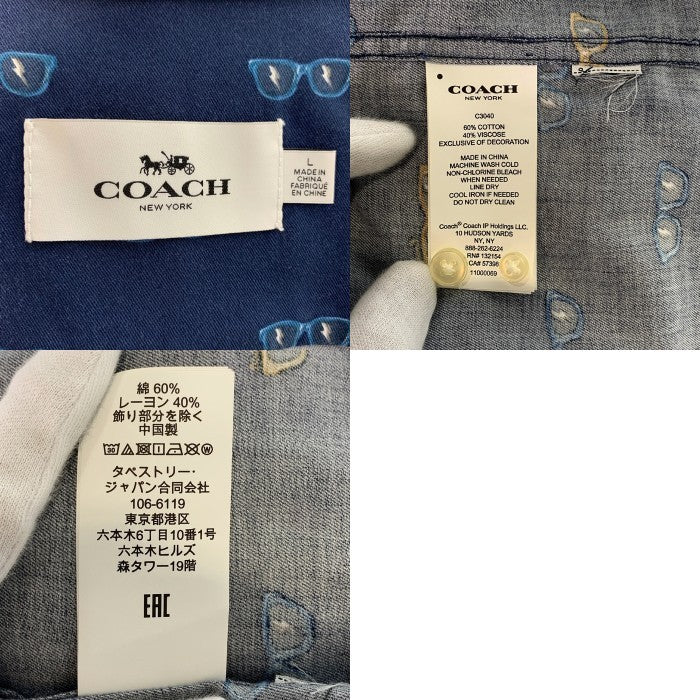 COACH
NEW YORK
L
MADE IN
CHINA
FABRIQUÉ
EN CHINE
COACH
NEW YORK
C3040
60% COTTON
40% VISCOSE
EXCLUSIVE OF DECORATION
MADE IN CHINA
MACHINE WASH COLD
NON-CHLORINE BLEACH
WHEN NEEDED
LINE DRY
COOL IRON IF NEEDED
DO NOT DRY CLEAN
Coach® Coach IP Holdings LLC.
10 HUDSON YARDS
NY, NY
888-262-6224
RN# 132154
CA# 57398
11000069
綿 60%
レーヨン 40%
飾り部分を除く
中国製
タペストリー・
ジャパン合同会社
106-6119
東京都港区
六本木6丁目10番1号
六本木ヒルズ
森タワー19階
EAC